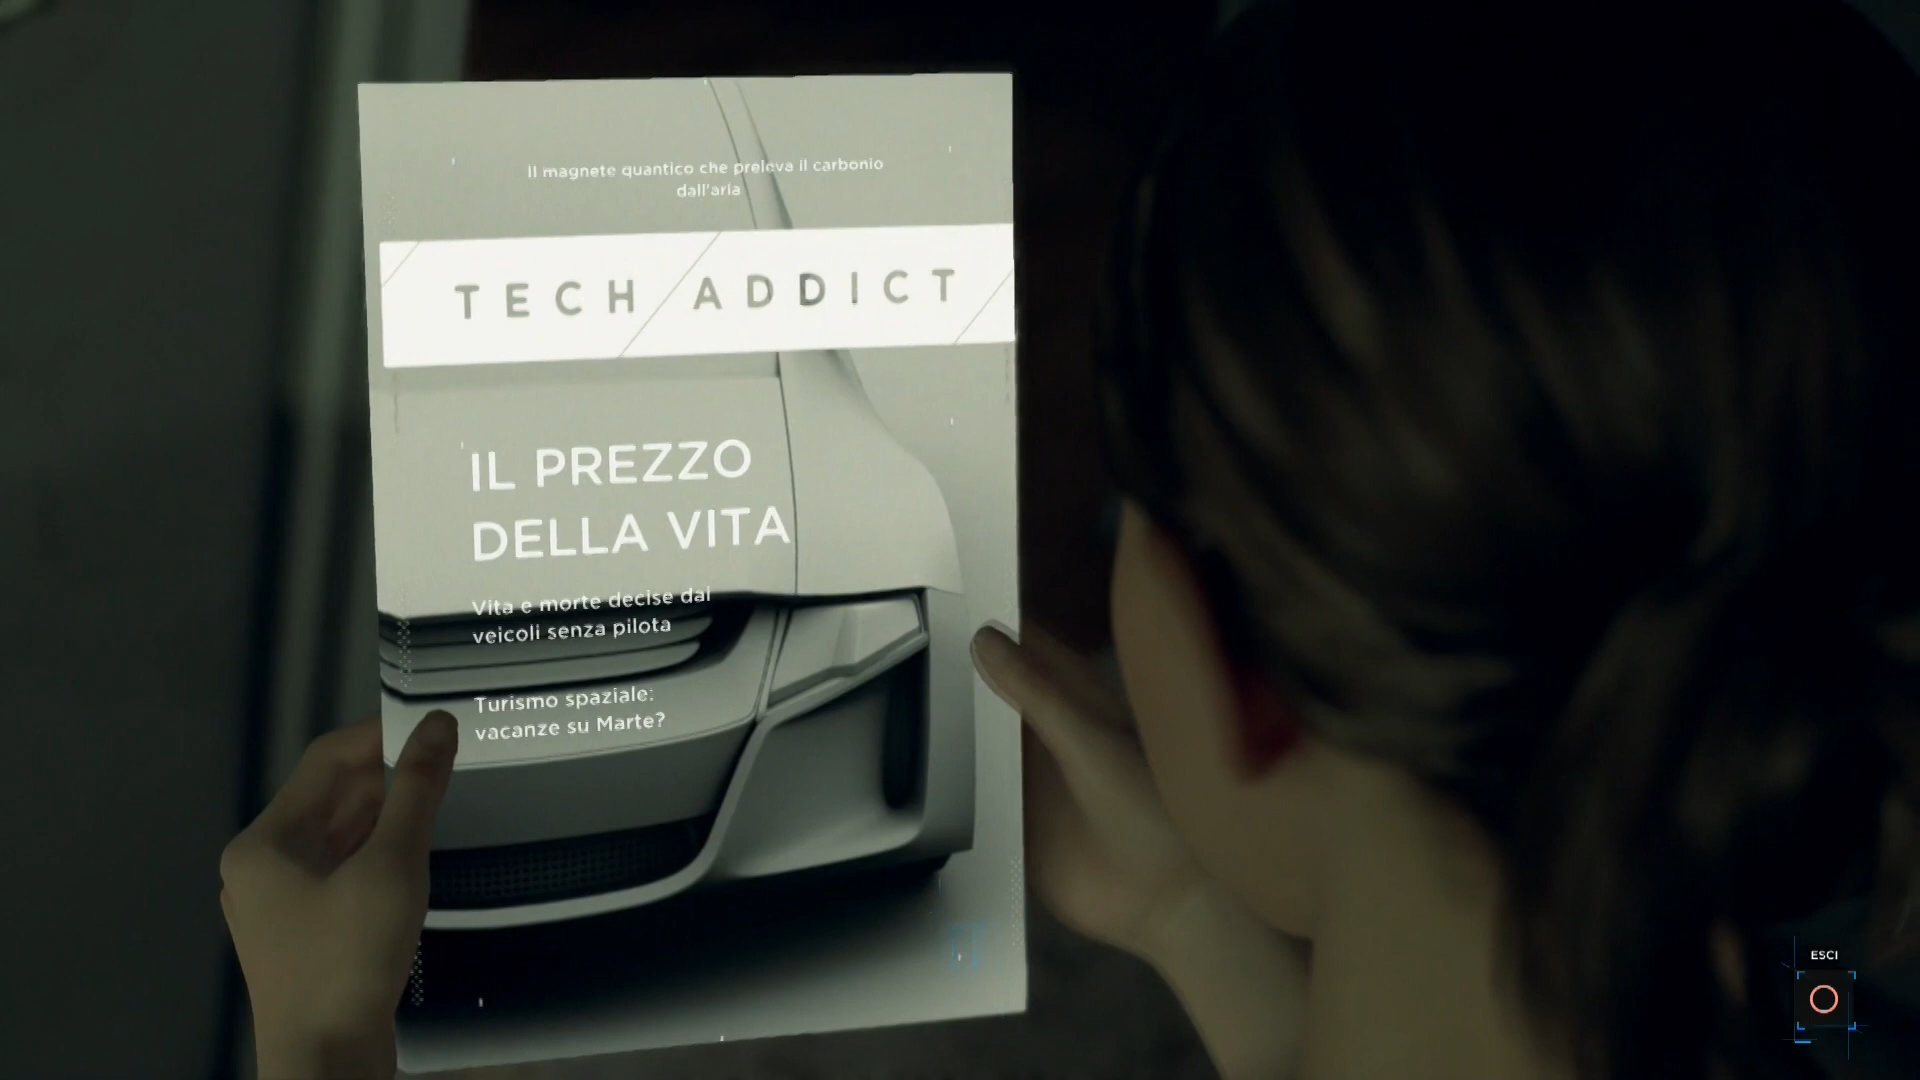 Il magnete quantico che preleva il carbonio
dall'aria
TECH ADDICT
IL PREZZO
DELLA VITA
Vita e morte decise dai
veicoli senza pilota
Turismo spaziale:
vacanze su Marte?
ESCI